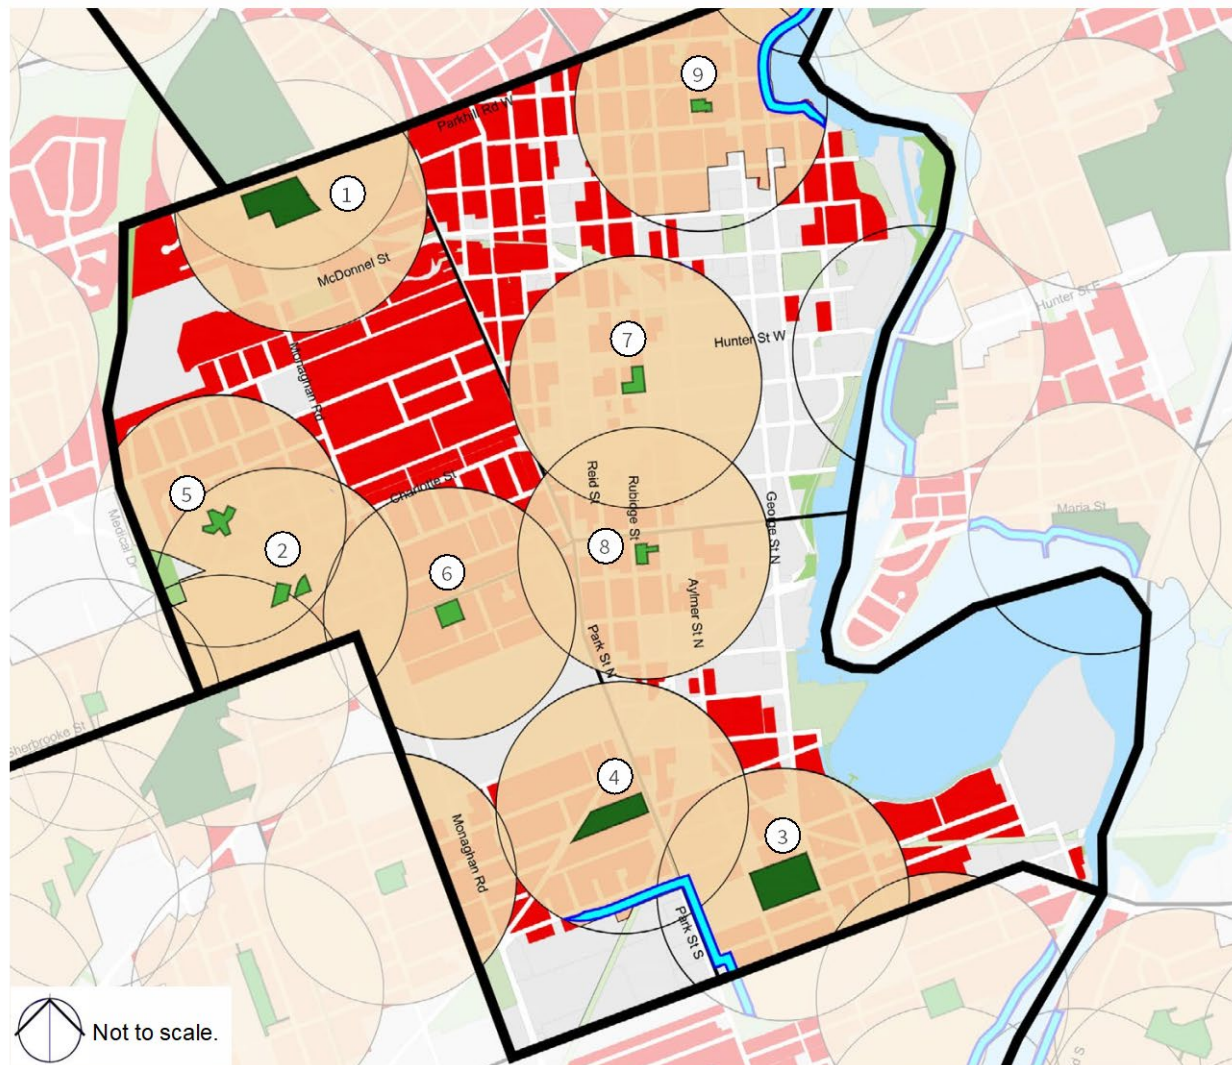 9
Parkhill Rd W
1
McDonnel St
Hunter St E
7
Hunter St W
Monaghan Rd
Charlotte St
5
Reid St
Rubidge St
George St N
Maria St
Medical Dr
2
8
6
Aylmer St N
Park St N
Sherbrooke St
4
3
Monaghan Rd
Park St S
Not to scale.